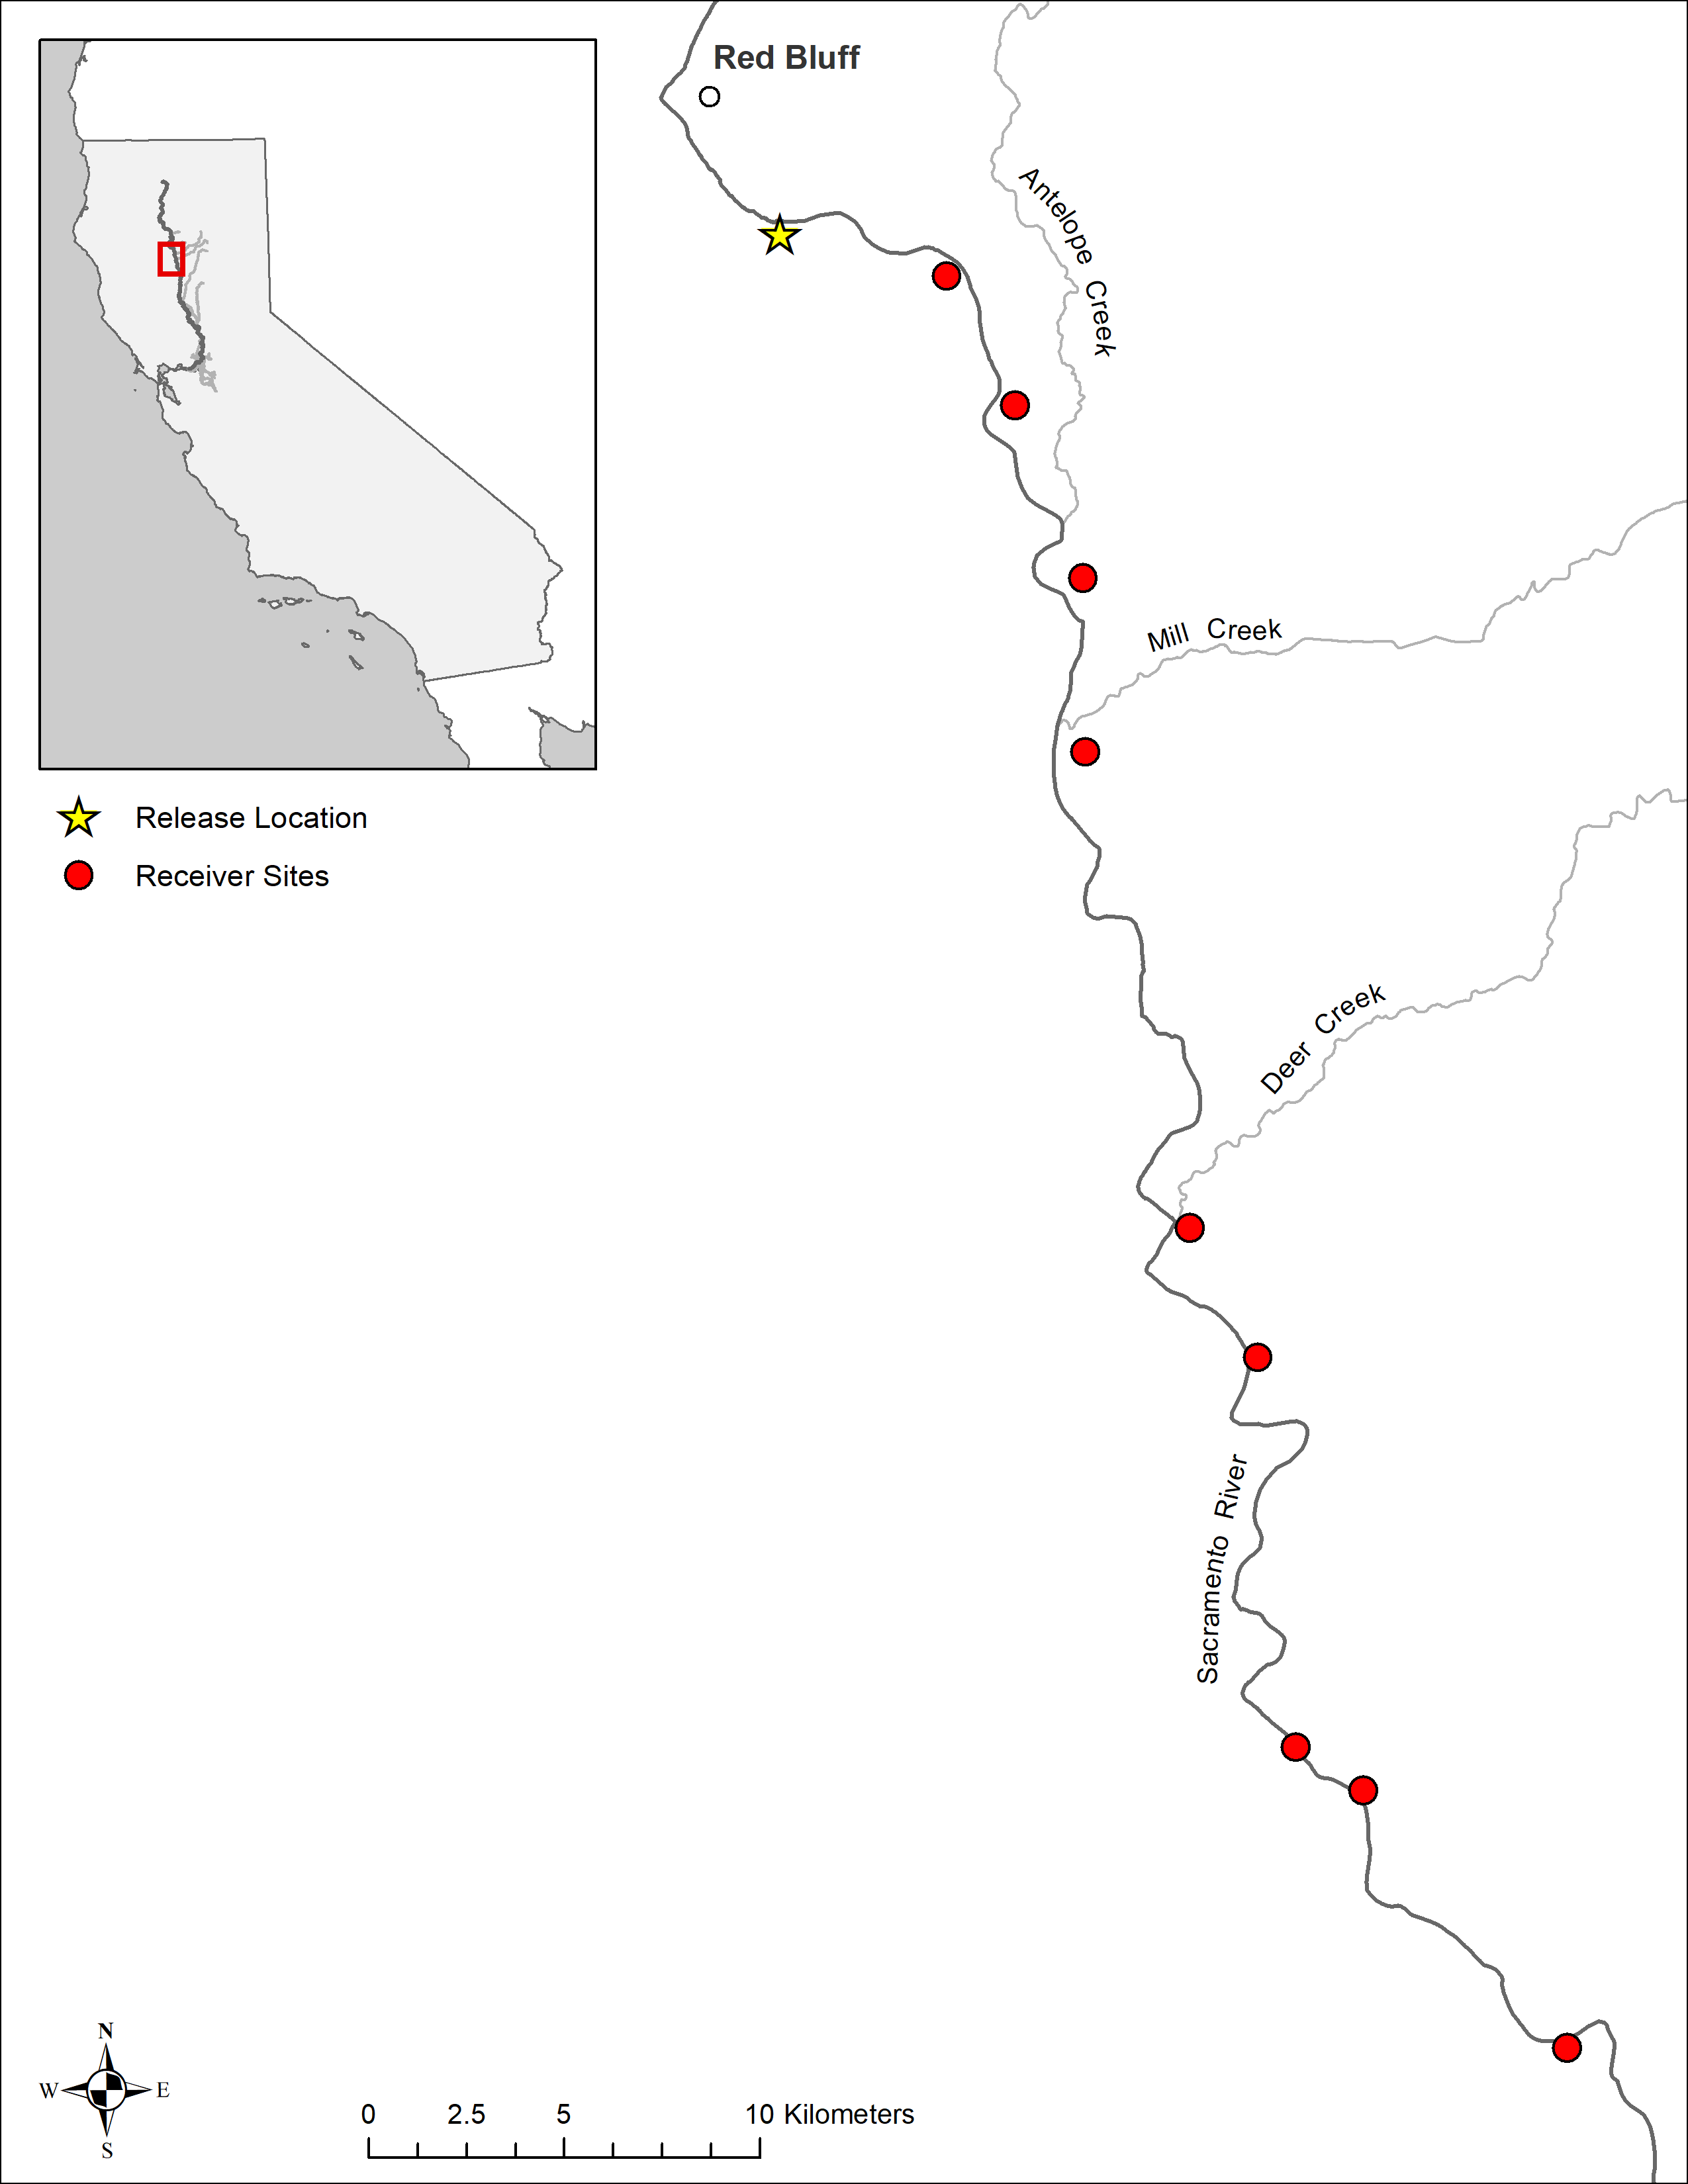 Red Bluff
Antelope Creek
Mill Creek
Release Location
Receiver Sites
Deer Creek
Sacramento River
N
W E
S
0 2.5 5 10 Kilometers